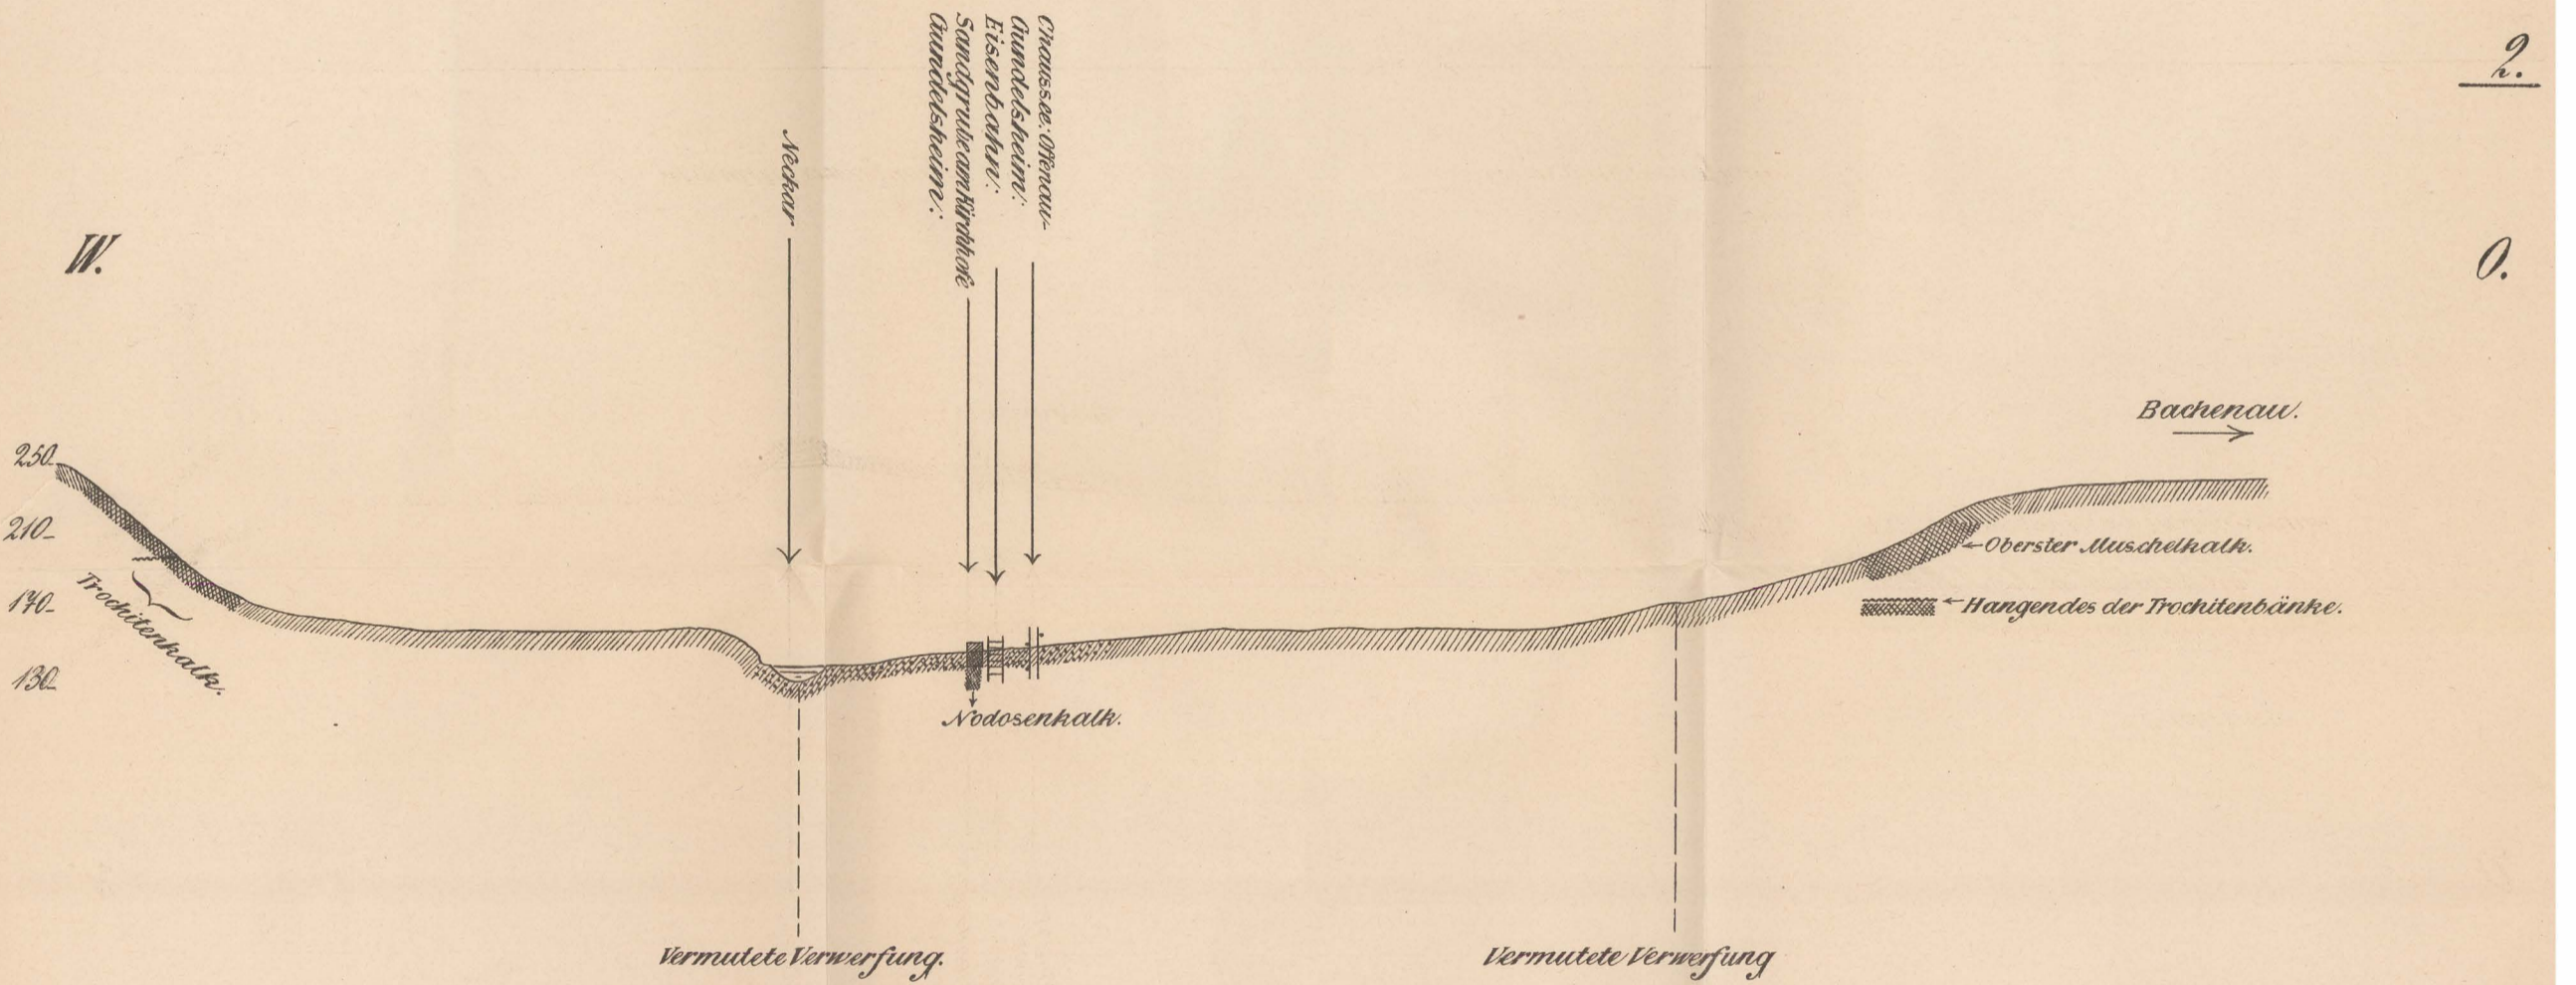 2.
Chaussee: Offenau-
Gundelsheim:
Eisenbahn:
Sandgrube am Kirchhofe
Gundelsheim:
Neckar
W.
O.
Bachenau.
250-
210-
170-
130-
Trochitenkalk.
Oberster Muschelkalk.
Hangendes der Trochitenbänke.
Nodosenkalk.
Vermutete Verwerfung.
Vermutete Verwerfung